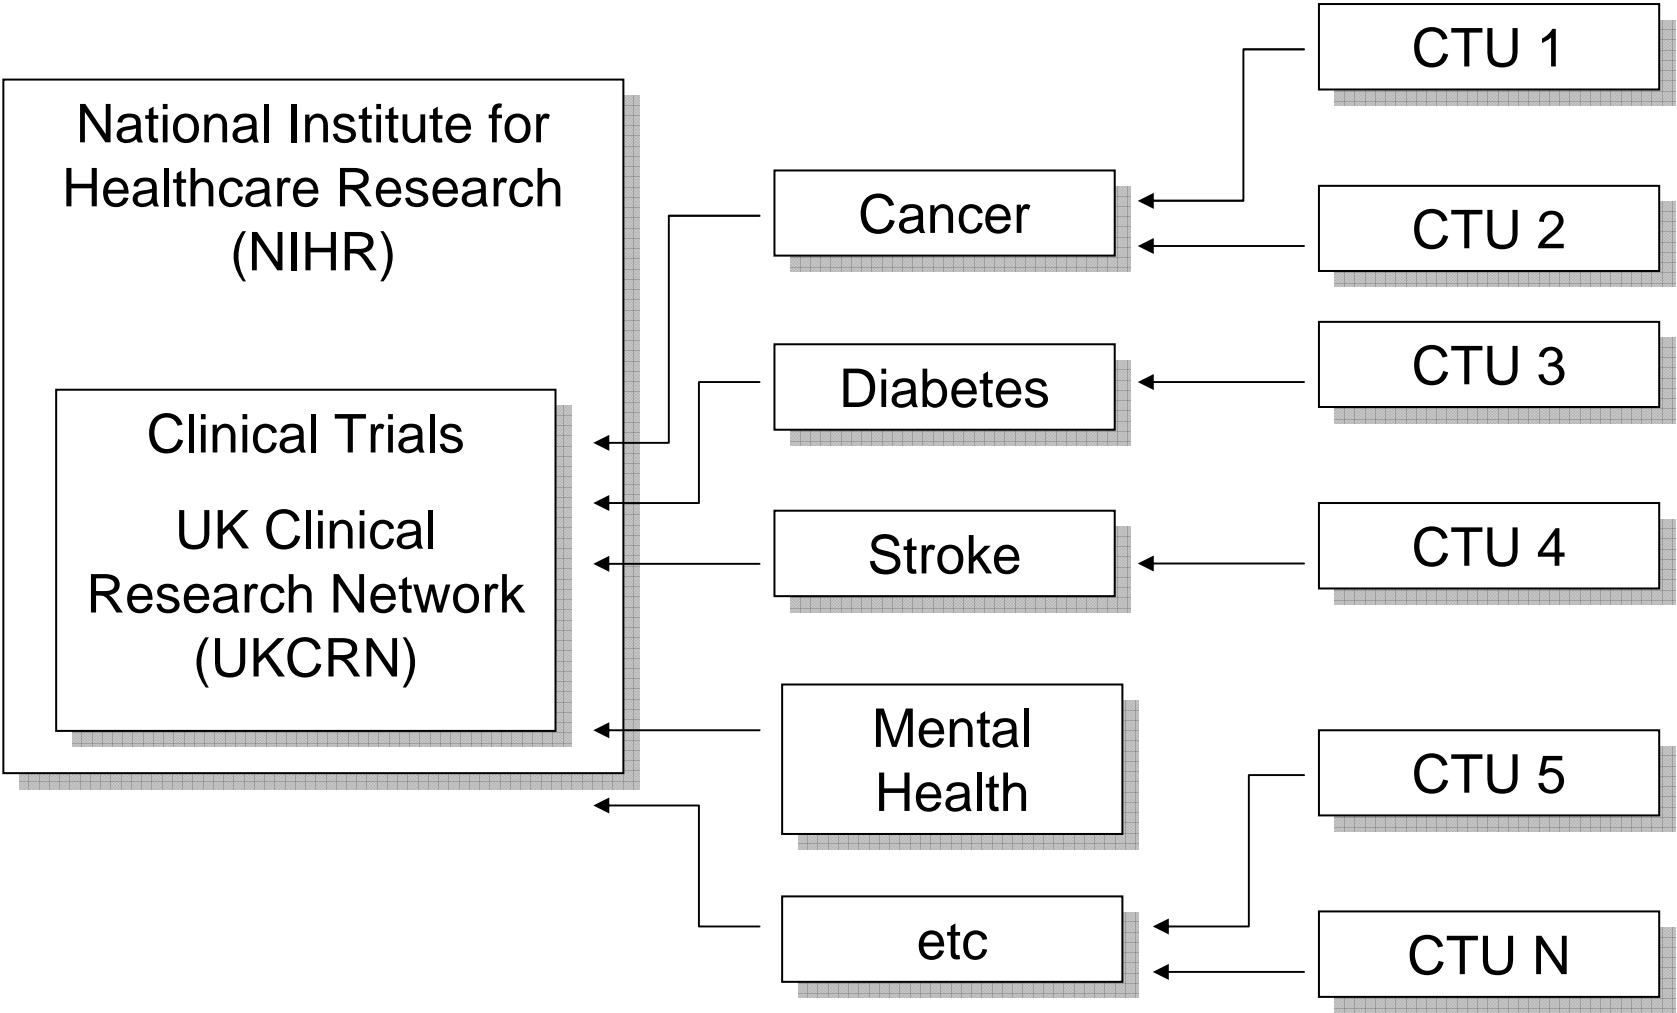 National Institute for
Healthcare Research
(NIHR)
Clinical Trials
UK Clinical
Research Network
(UKCRN)
Cancer
Diabetes
Stroke
Mental
Health
etc
CTU 1
CTU 2
CTU 3
CTU 4
CTU 5
CTU N